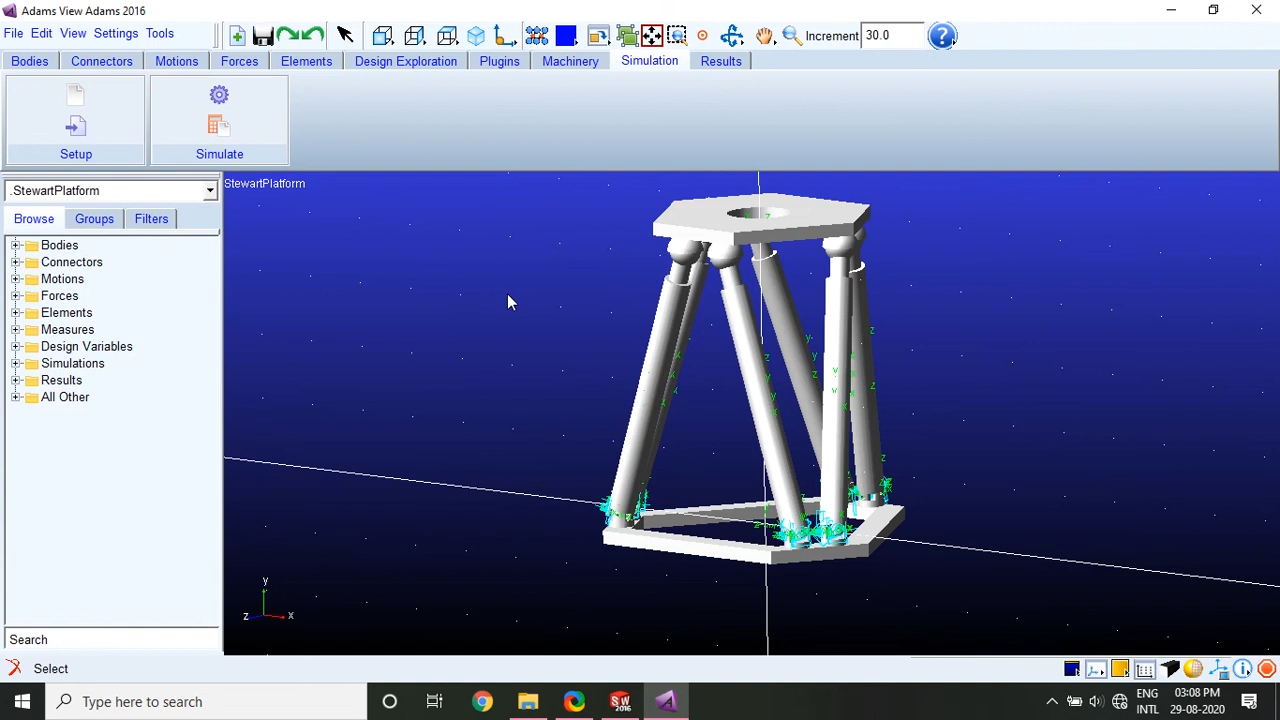 Adams View Adams 2016
File Edit View Settings Tools
Increment 30.0 ?
Bodies Connectors Motions Forces Elements Design Exploration Plugins Machinery Simulation Results
Setup Simulate
.StewartPlatform
StewartPlatform
Browse Groups Filters
Bodies
Connectors
Motions
Forces
Elements
Measures
Design Variables
Simulations
Results
All Other
y
z x
Search
Select
Type here to search
SW
2016
ENG
INTL
03:08 PM
29-08-2020